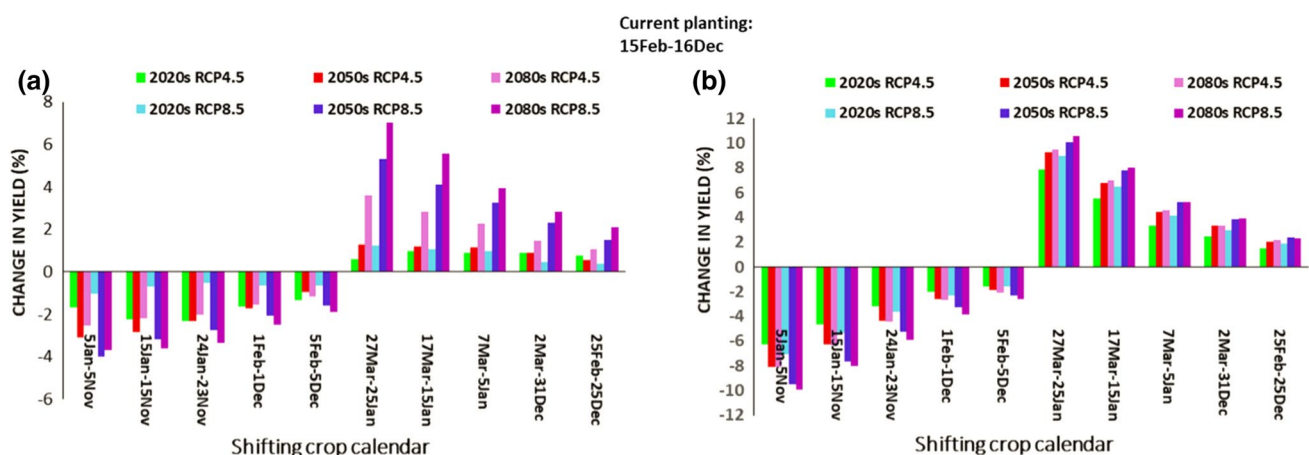 Current planting:
15Feb-16Dec
(a)
2020s RCP4.5
2050s RCP4.5
2080s RCP4.5
2020s RCP8.5
2050s RCP8.5
2080s RCP8.5
CHANGE IN YIELD (%)
8
6
4
2
0
-2
-4
-6
5Jan-5Nov
15Jan-15Nov
24Jan-23Nov
1Feb-1Dec
5Feb-5Dec
27Mar-25Jan
17Mar-15Jan
7Mar-5Jan
2Mar-31Dec
25Feb-25Dec
Shifting crop calendar
(b)
2020s RCP4.5
2050s RCP4.5
2080s RCP4.5
2020s RCP8.5
2050s RCP8.5
2080s RCP8.5
CHANGE IN YIELD (%)
12
10
8
6
4
2
0
-2
-4
-6
-8
-10
-12
5Jan-5Nov
15Jan-15Nov
24Jan-23Nov
1Feb-1Dec
5Feb-5Dec
27Mar-25Jan
17Mar-15Jan
7Mar-5Jan
2Mar-31Dec
25Feb-25Dec
Shifting crop calendar